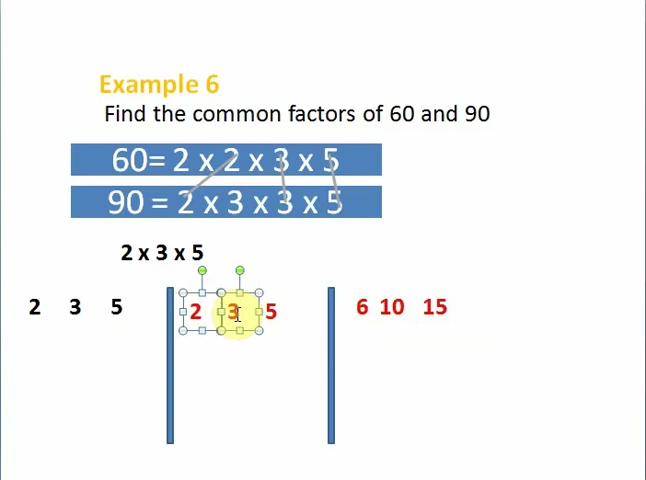 Example 6
Find the common factors of 60 and 90
60= 2 x 2 x 3 x 5
90 = 2 x 3 x 3 x 5
2 x 3 x 5
2 3 5 2 3 5 6 10 15